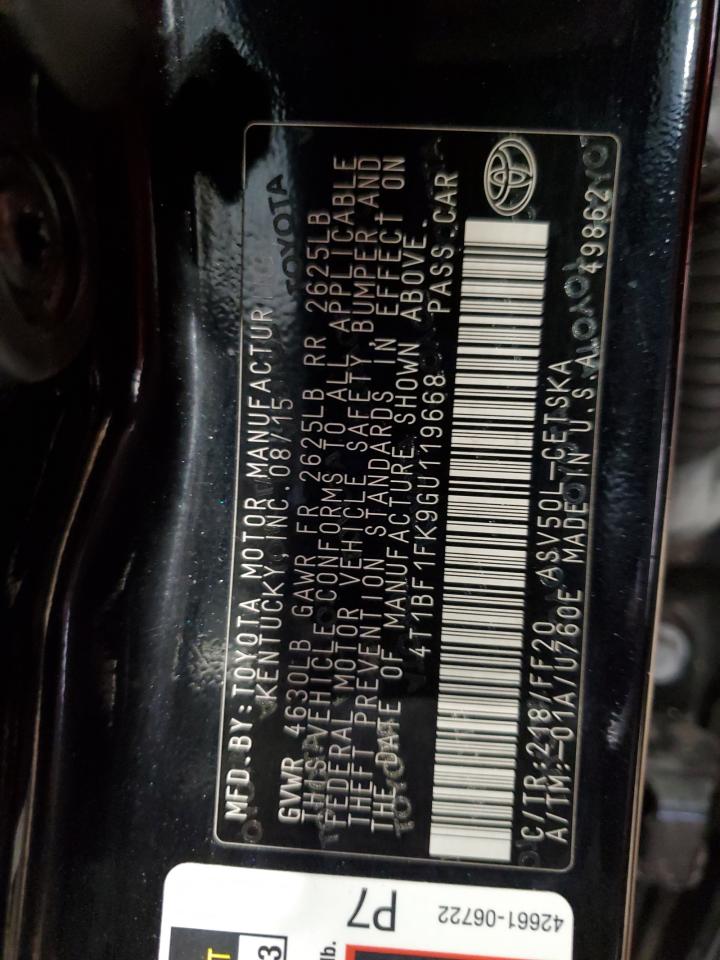 MFD.BY:TOYOTA MOTOR MANUFACTURING
KENTUCKY, INC. 08/15
GVWR 4630LB GAWR FR 2625LB RR 2625LB
THIS VEHICLE CONFORMS TO ALL APPLICABLE
FEDERAL MOTOR VEHICLE SAFETY, BUMPER AND
THEFT PREVENTION STANDARDS IN EFFECT ON
THE DATE OF MANUFACTURE SHOWN ABOVE.
4T1BF1FK9GU119668 PASS.CAR
C/TR:218/FF20 ASV50L-CETSKA
A/TM:-01A/U760E MADE IN U.S.A. 49862
P7
42661-06722
3
lb.